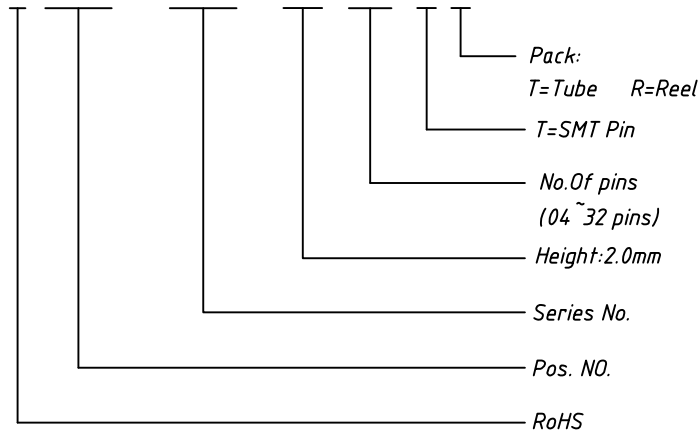 Pack:
T=Tube R=Reel
T=SMT Pin
No.Of pins
(04~32 pins)
Height:2.0mm
Series No.
Pos. NO.
RoHS